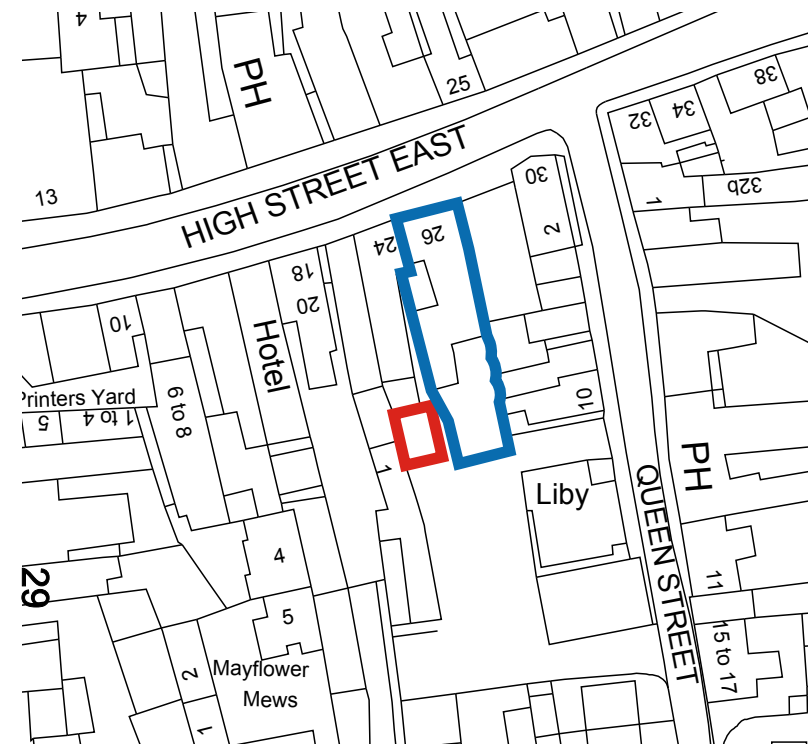 4
PH
25
38
34
32
13
HIGH STREET EAST
30
1
32b
2
26
24
18
20
10
Hotel
Printers Yard
6 to 8
5
1 to 4
10
1
PH
Liby
QUEEN STREET
29
4
11
5
15 to 17
Mayflower
Mews
2
1